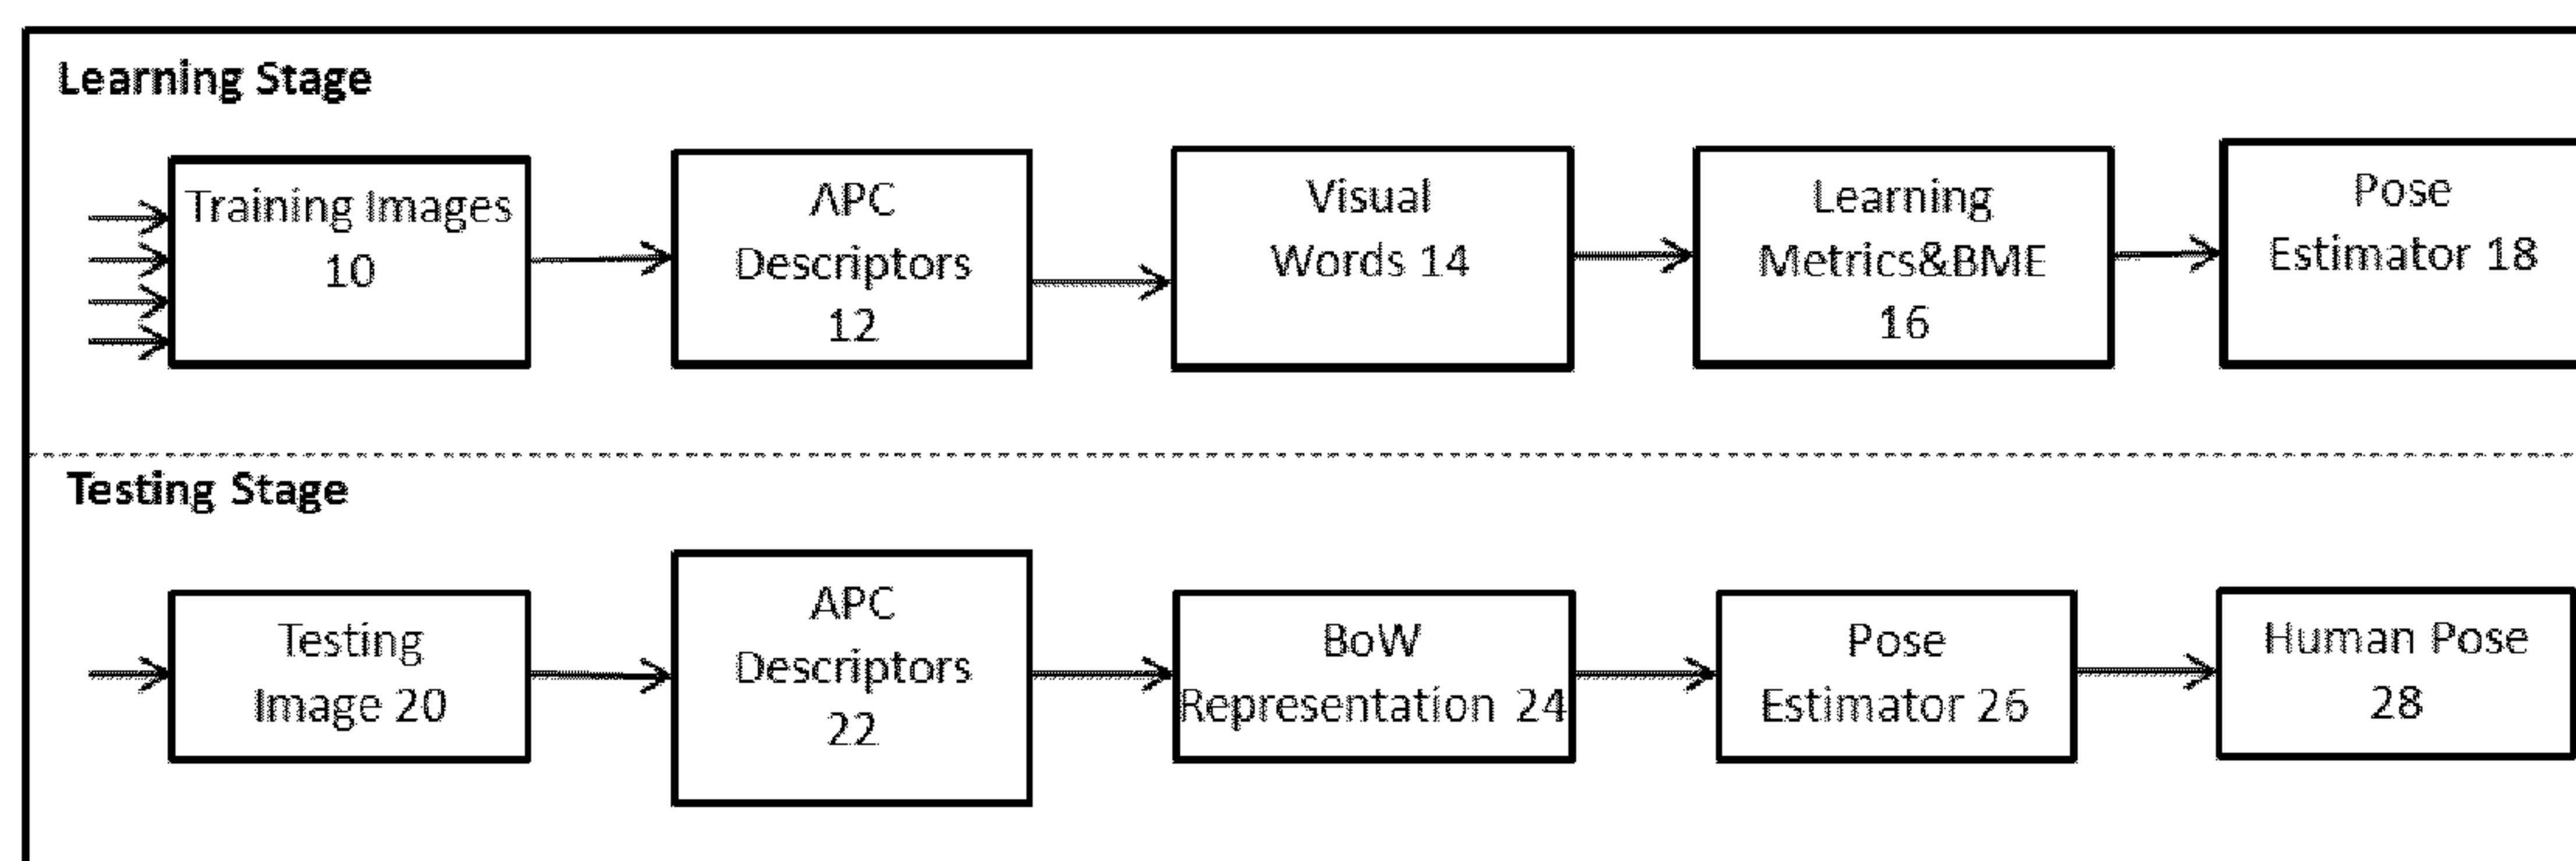 Learning Stage
Training Images
10
APC
Descriptors
12
Visual
Words 14
Learning
Metrics&BME
16
Pose
Estimator 18
Testing Stage
Testing
Image 20
APC
Descriptors
22
BoW
Representation 24
Pose
Estimator 26
Human Pose
28